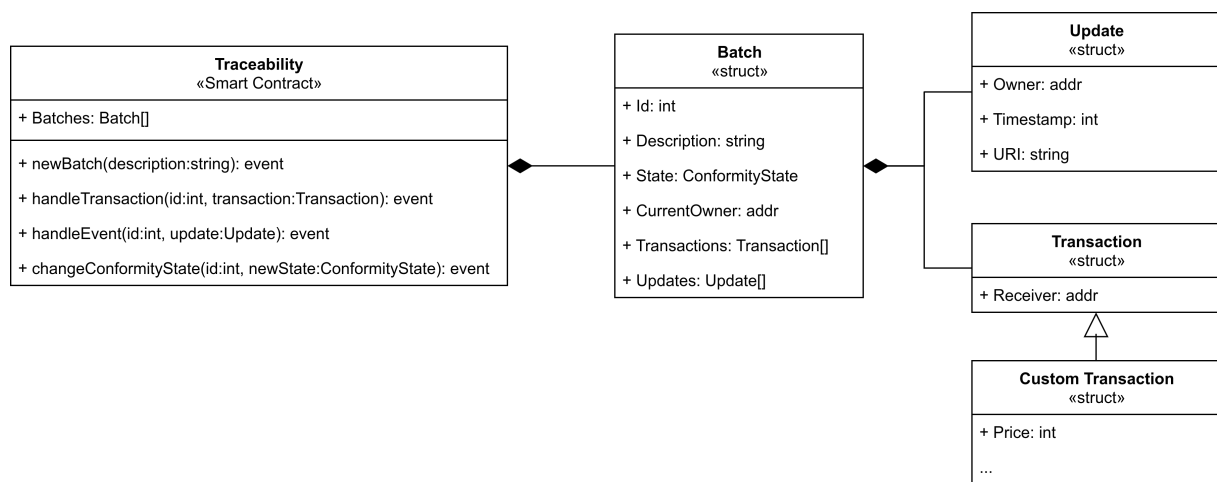 Traceability
«Smart Contract»
+ Batches: Batch[]
+ newBatch(description:string): event
+ handleTransaction(id:int, transaction:Transaction): event
+ handleEvent(id:int, update:Update): event
+ changeConformityState(id:int, newState:ConformityState): event
Batch
«struct»
+ Id: int
+ Description: string
+ State: ConformityState
+ CurrentOwner: addr
+ Transactions: Transaction[]
+ Updates: Update[]
Update
«struct»
+ Owner: addr
+ Timestamp: int
+ URI: string
Transaction
«struct»
+ Receiver: addr
Custom Transaction
«struct»
+ Price: int
...